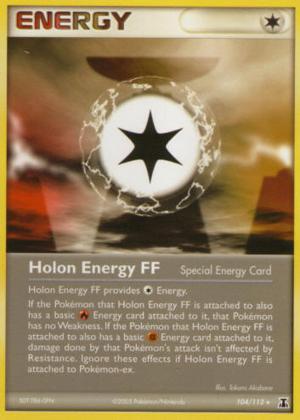 ENERGY
Holon Energy FF
Special Energy Card
Holon Energy FF provides Energy.
If the Pokémon that Holon Energy FF is attached to also
has a basic Energy card attached to it, that Pokémon
has no Weakness. If the Pokémon that Holon Energy FF is
attached to also has a basic Energy card attached to it,
damage done by that Pokémon's attack isn't affected by
Resistance. Ignore these effects if Holon Energy FF is
attached to Pokémon-ex.
Illus. Takumi Akabane
©2005 Pokémon/Nintendo
104/113